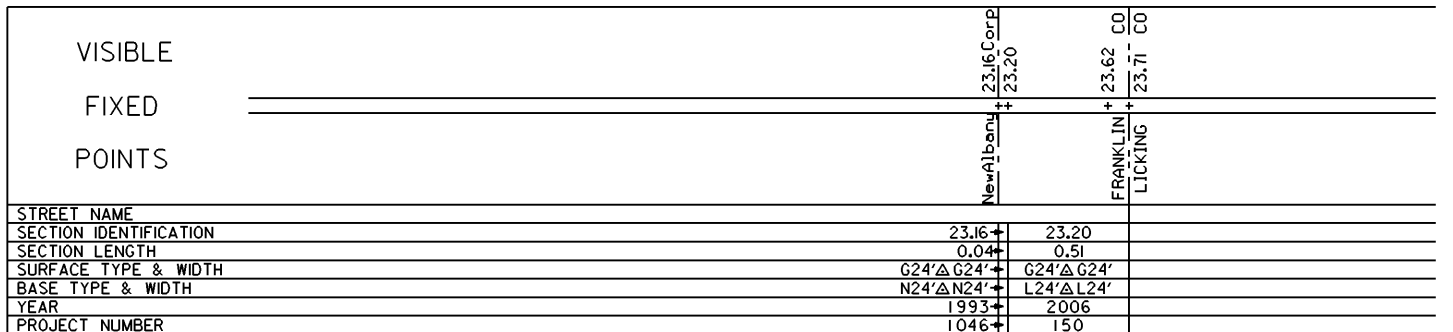 VISIBLE
FIXED
POINTS
NewAlbany
23.16 Corp
23.20
23.62
FRANKLIN CO
23.71
LICKING CO
STREET NAME
SECTION IDENTIFICATION 23.16 23.20
SECTION LENGTH 0.04 0.51
SURFACE TYPE & WIDTH G24'△G24' G24'△G24'
BASE TYPE & WIDTH N24'△N24' L24'△L24'
YEAR 1993 2006
PROJECT NUMBER 1046 150